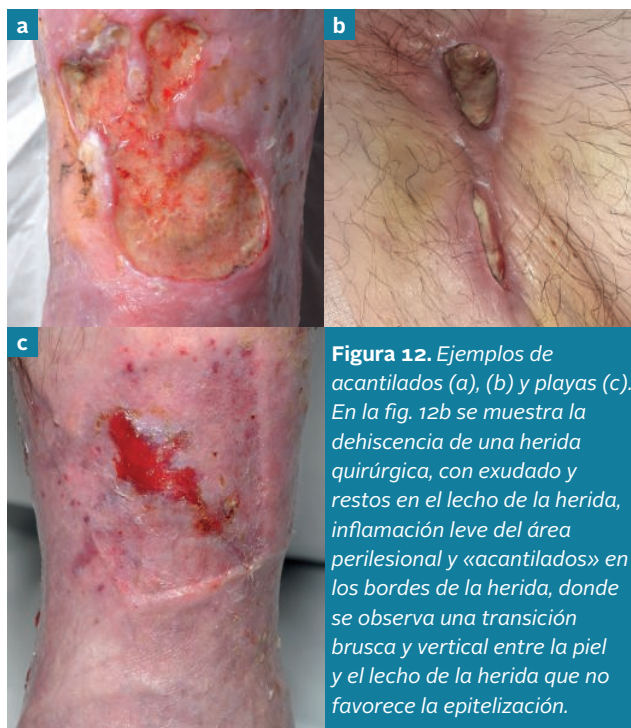 a
b
c
Figura 12. Ejemplos de
acantilados (a), (b) y playas (c).
En la fig. 12b se muestra la
dehiscencia de una herida
quirúrgica, con exudado y
restos en el lecho de la herida,
inflamación leve del área
perilesional y «acantilados» en
los bordes de la herida, donde
se observa una transición
brusca y vertical entre la piel
y el lecho de la herida que no
favorece la epitelización.